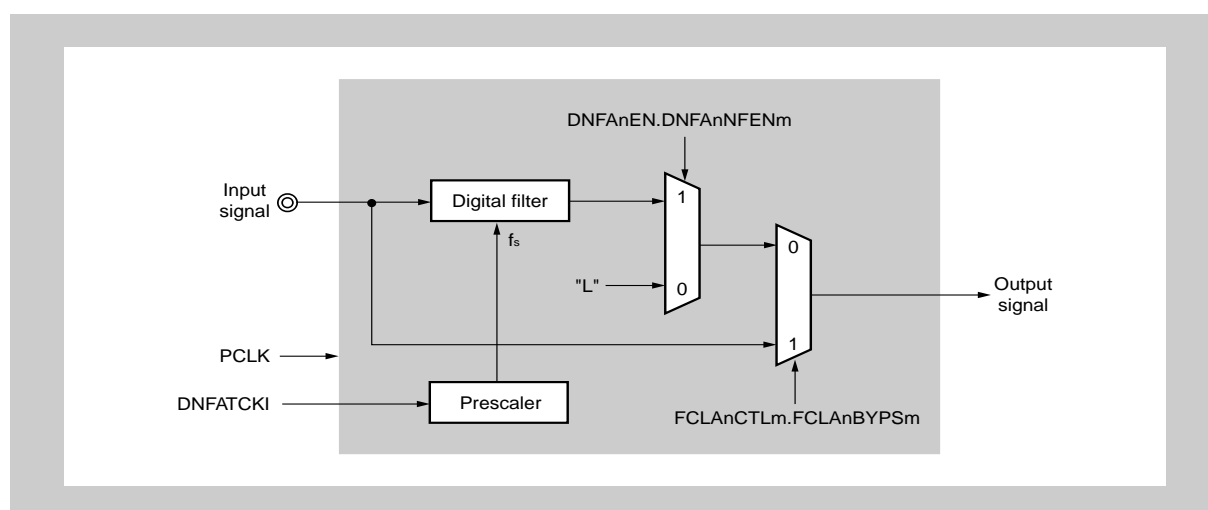 DNFAnEN.DNFAnNFENm
Input
signal
Digital filter
1
fs
0
"L"
0
Output
signal
1
PCLK
DNFATCKI
Prescaler
FCLAnCTLm.FCLAnBYPSm